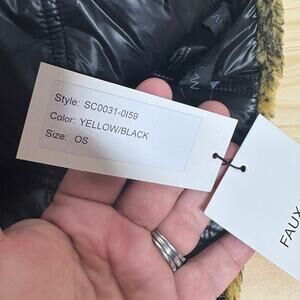 Style: SC0031-0I59
Color: YELLOW/BLACK
Size: OS
FAUX